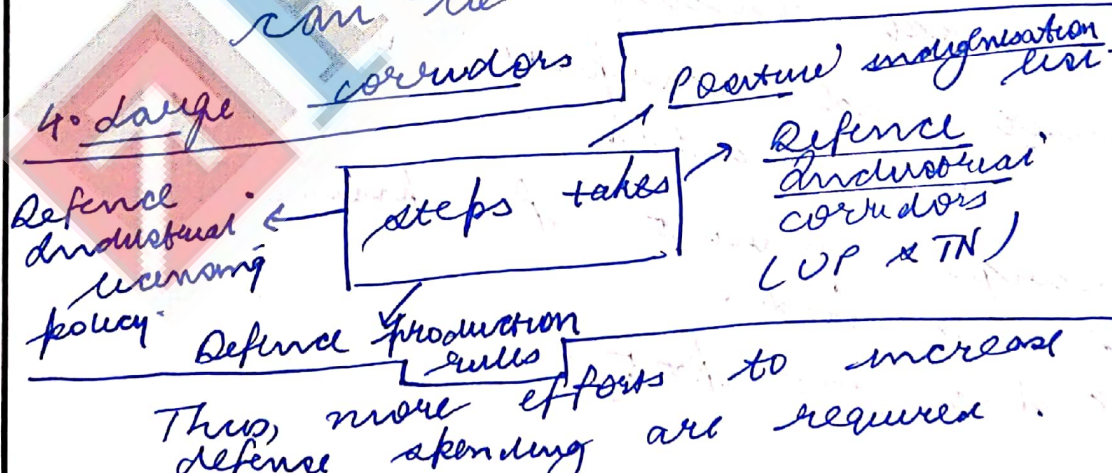 can be
4. Large corridors
Positive indigenisation
list.
steps taken
Defence
Industrial
corridors
(UP & TN)
Defence
Industrial
licensing
policy.
Defence production
rules
Thus, more efforts to increase
defense spending are required.